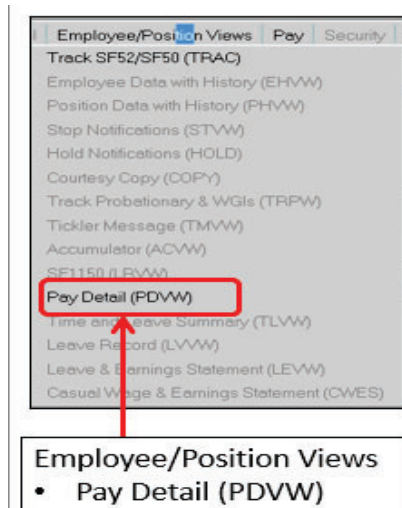 Employee/Position Views Pay Security
Track SF52/SF50 (TRAC)
Employee Data with History (EHVW)
Position Data with History (PHVW)
Stop Notifications (STVW)
Hold Notifications (HOLD)
Courtesy Copy (COPY)
Track Probationary & WGIs (TRPW)
Tickler Message (TMVW)
Accumulator (ACVW)
SF1150 (LRVW)
Pay Detail (PDVW)
Time and Leave Summary (TLVW)
Leave Record (LVVW)
Leave & Earnings Statement (LEVW)
Casual Wage & Earnings Statement (CWES)
Employee/Position Views
• Pay Detail (PDVW)